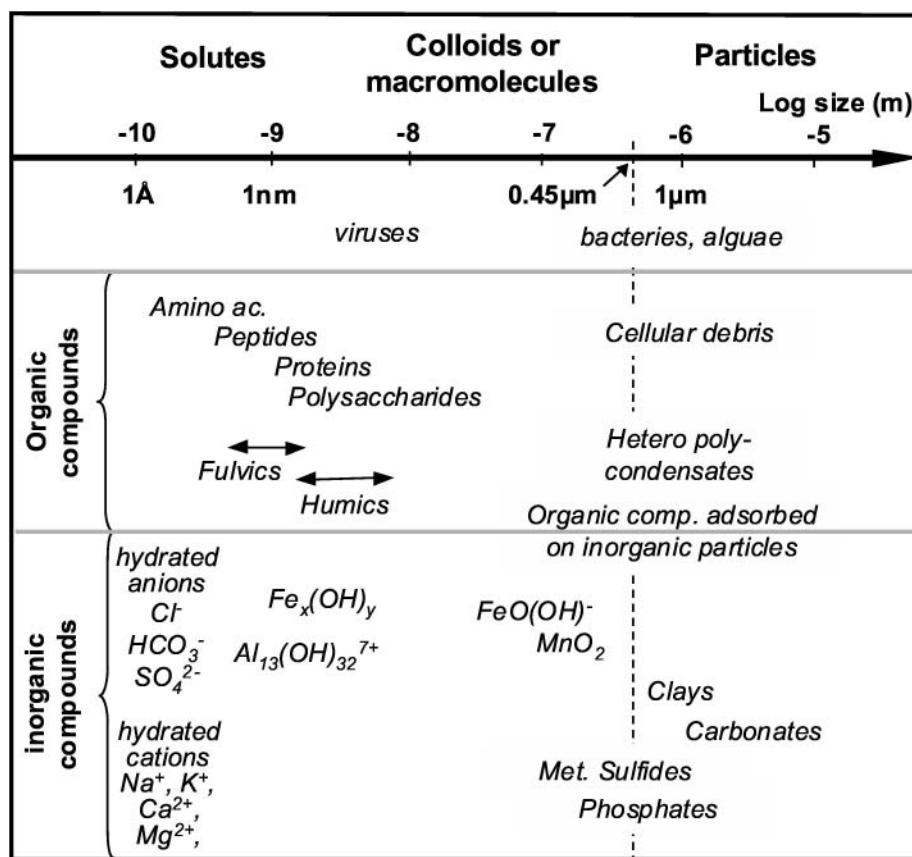 Solutes
Colloids or
macromolecules
Particles
Log size (m)
-10 -9 -8 -7 -6 -5
1Å 1nm 0.45µm 1µm
viruses bacteries, alguae
Organic
compounds
Amino ac.
Peptides
Proteins
Polysaccharides
Fulvics
Humics
Cellular debris
Hetero poly-
condensates
Organic comp. adsorbed
on inorganic particles
inorganic
compounds
hydrated
anions
Cl⁻
HCO₃⁻
SO₄²⁻
hydrated
cations
Na⁺, K⁺,
Ca²⁺,
Mg²⁺,
Feₓ(OH)ᵧ
Al₁₃(OH)₃₂⁷⁺
FeO(OH)⁻
MnO₂
Clays
Carbonates
Met. Sulfides
Phosphates